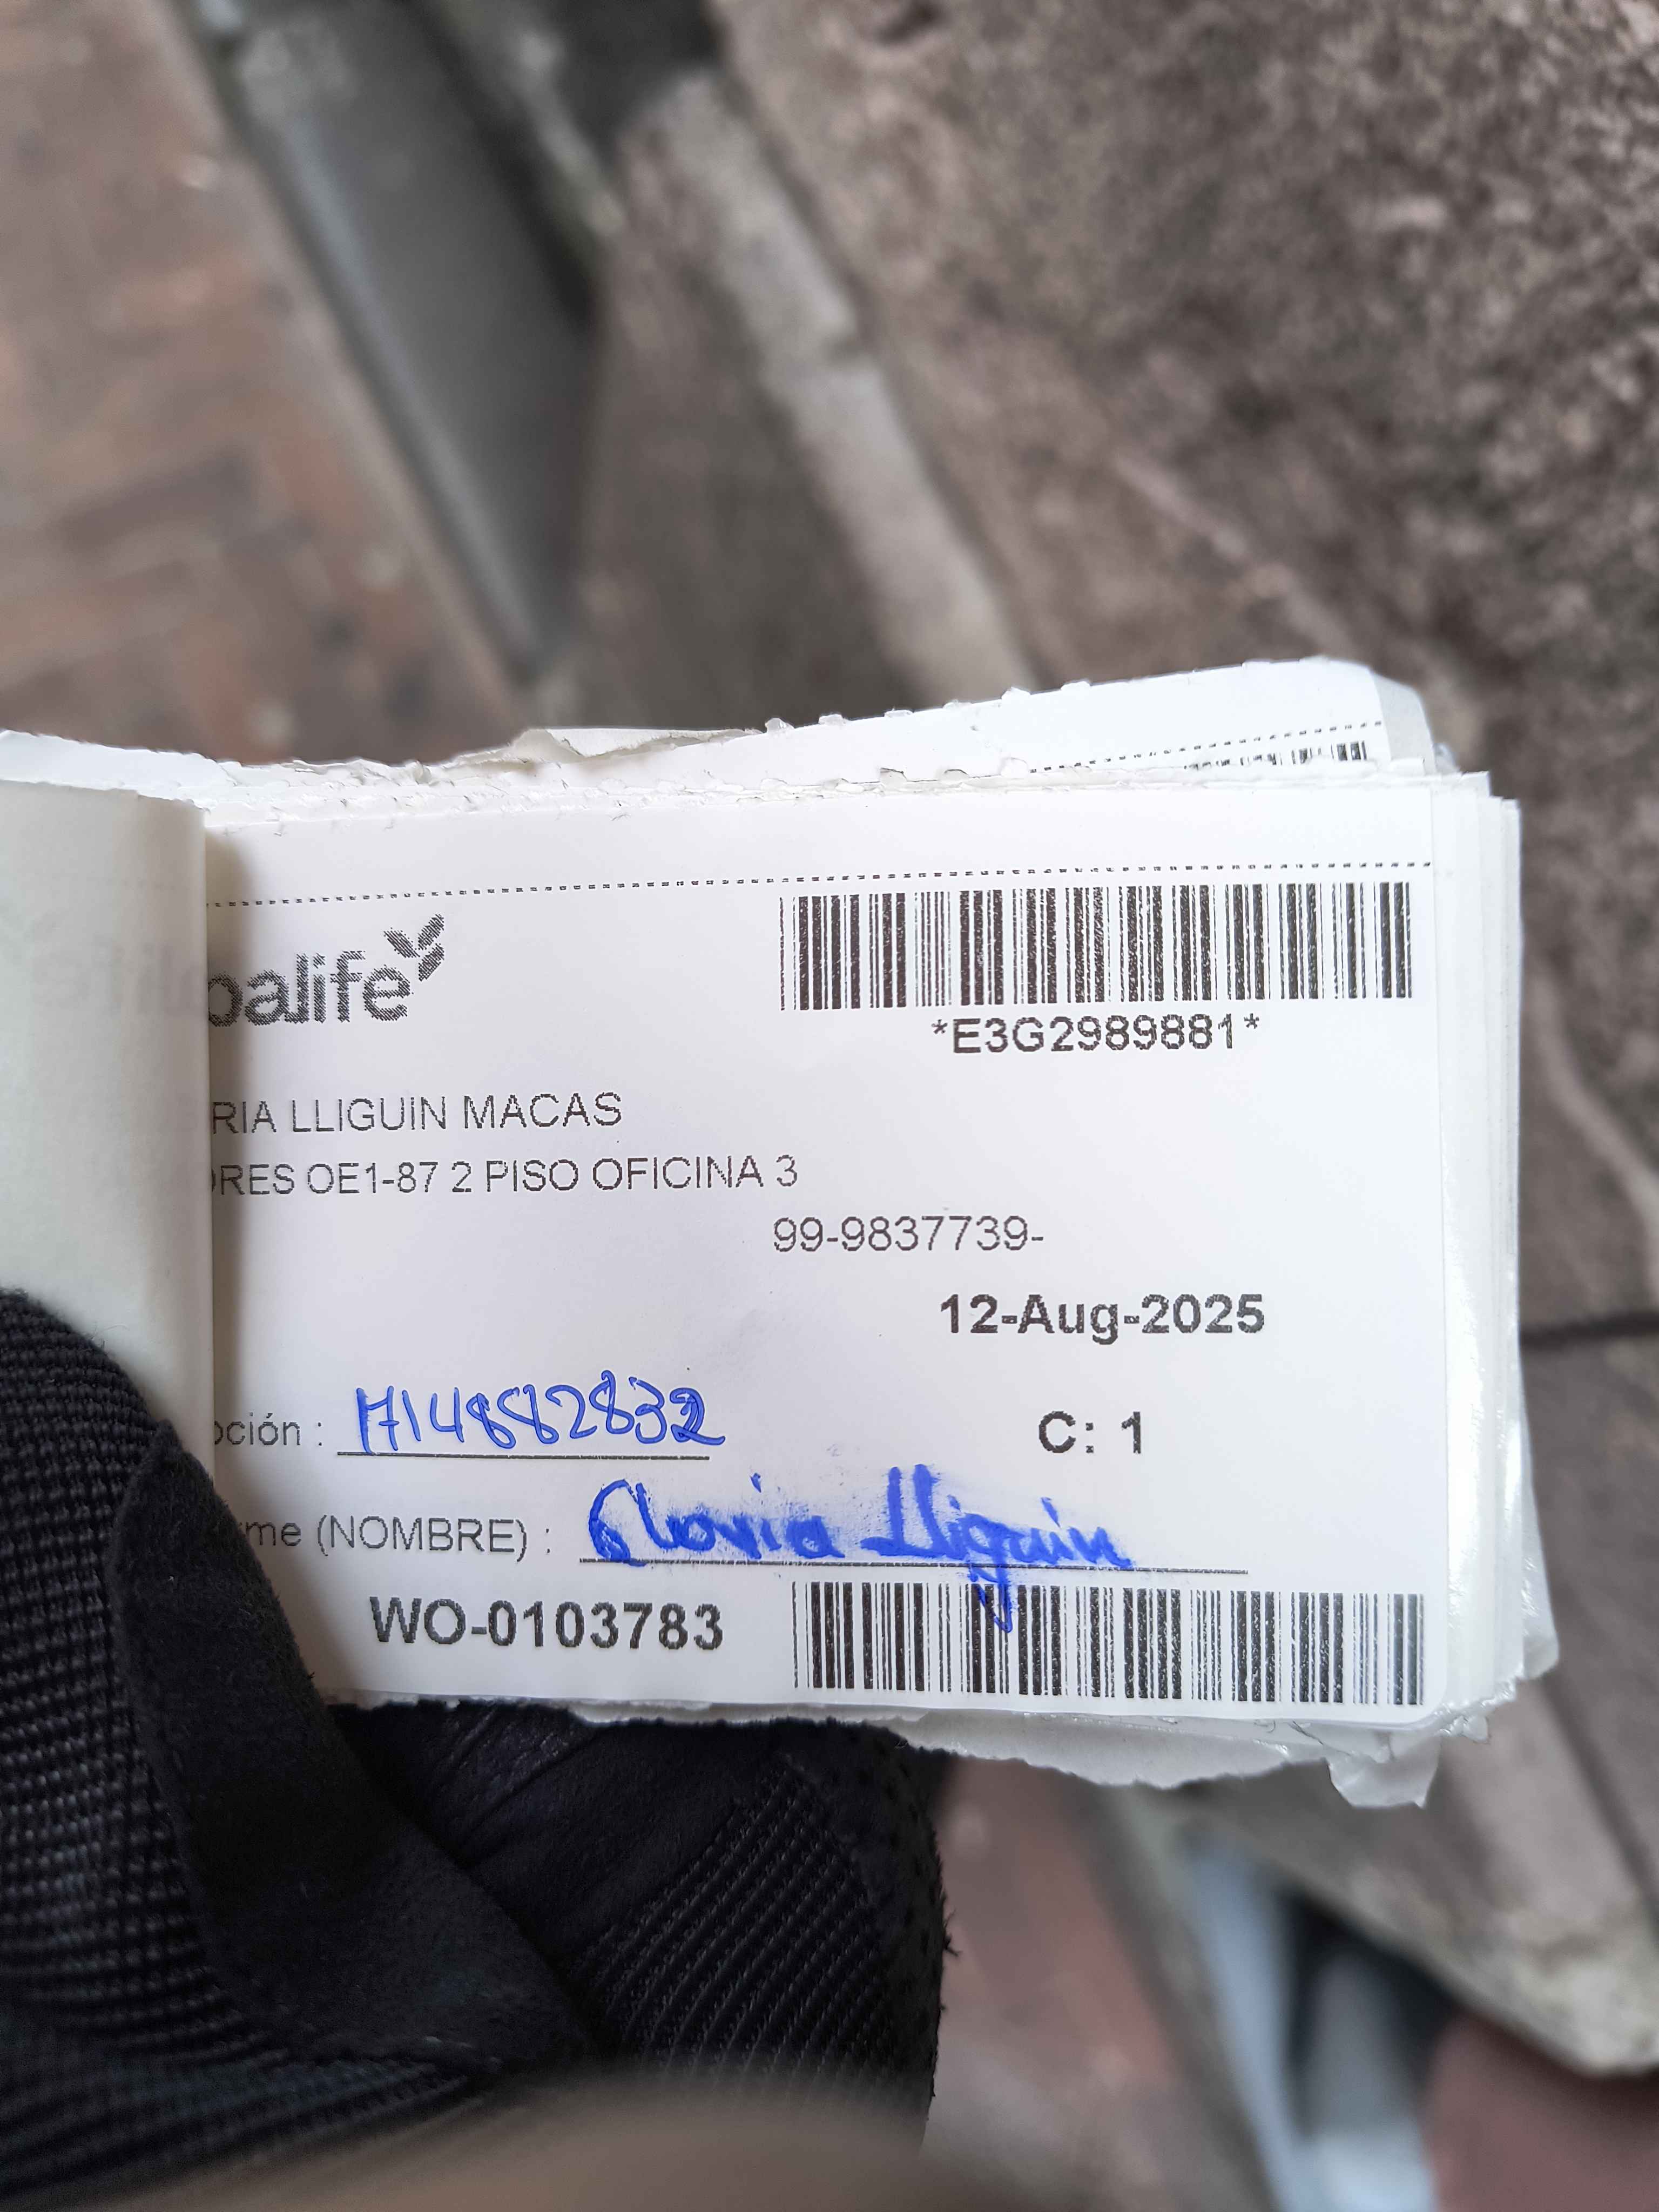 balife
*E3G2989881*
RIA LLIGUIN MACAS
ORES OE1-87 2 PISO OFICINA 3
99-9837739-
12-Aug-2025
pción : 1714882832
C: 1
rme (NOMBRE) : Gloria Lliguin
WO-0103783